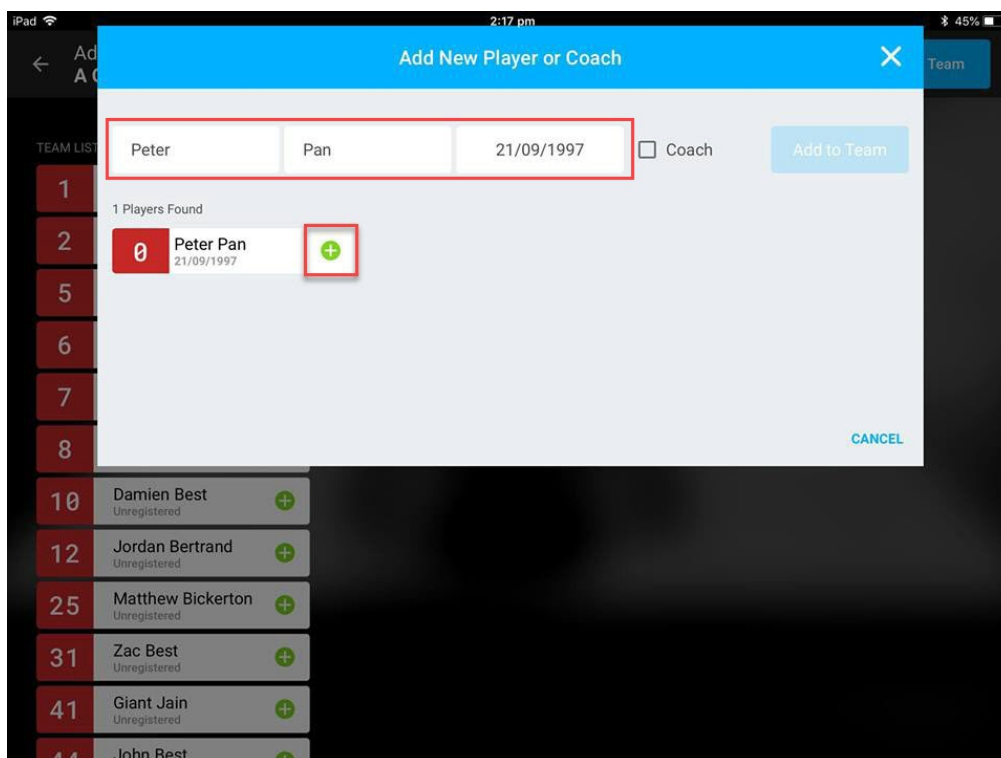 iPad 2:17 pm 45%
Ad Add New Player or Coach Team
A
TEAM LIST Peter Pan 21/09/1997 Coach Add to Team
1
1 Players Found
2 0 Peter Pan
21/09/1997
5
6
7
CANCEL
8
10 Damien Best
Unregistered
12 Jordan Bertrand
Unregistered
25 Matthew Bickerton
Unregistered
31 Zac Best
Unregistered
41 Giant Jain
Unregistered
44 John Best